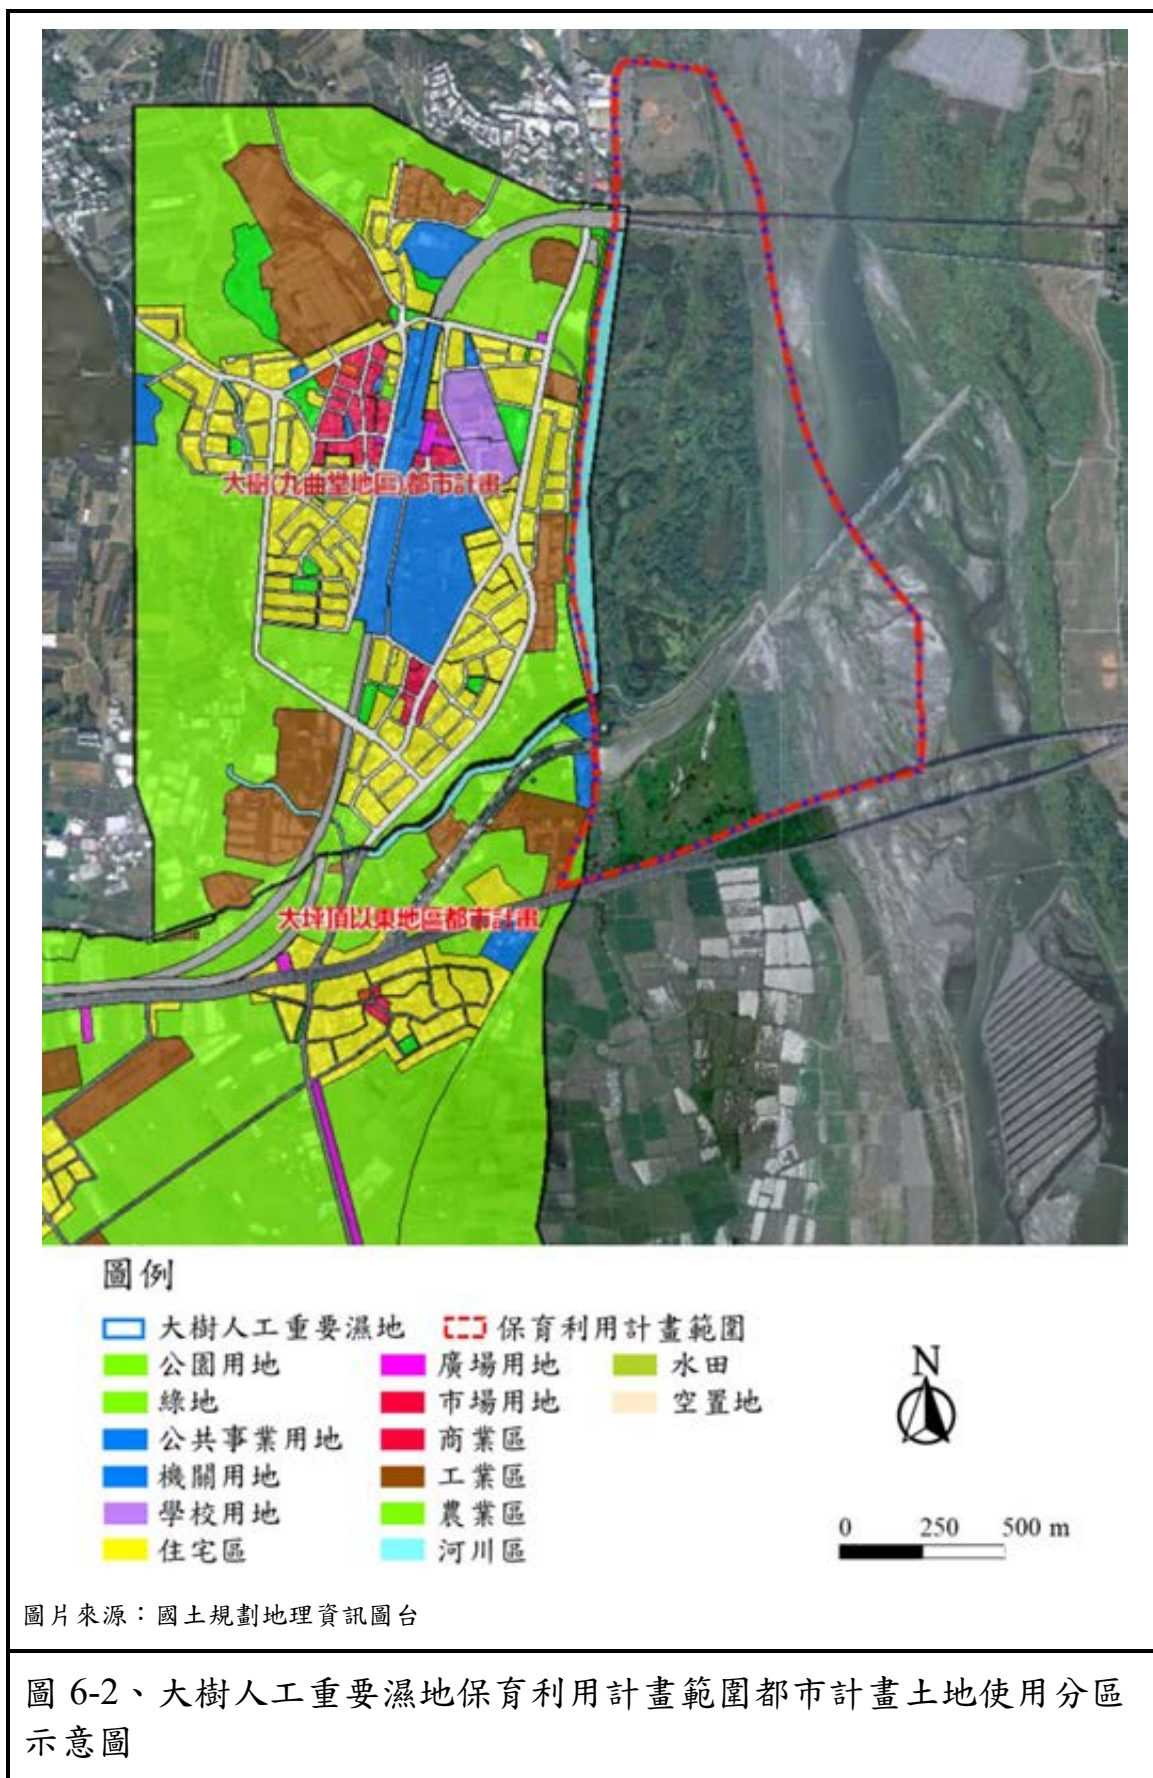 大樹(九曲堂地區)都市計畫
大坪頂以東地區都市計畫
圖例
大樹人工重要濕地
保育利用計畫範圍
公園用地
廣場用地
水田
綠地
市場用地
空置地
公共事業用地
商業區
機關用地
工業區
學校用地
農業區
住宅區
河川區
N
0 250 500 m
圖片來源：國土規劃地理資訊圖台
圖 6-2、大樹人工重要濕地保育利用計畫範圍都市計畫土地使用分區
示意圖